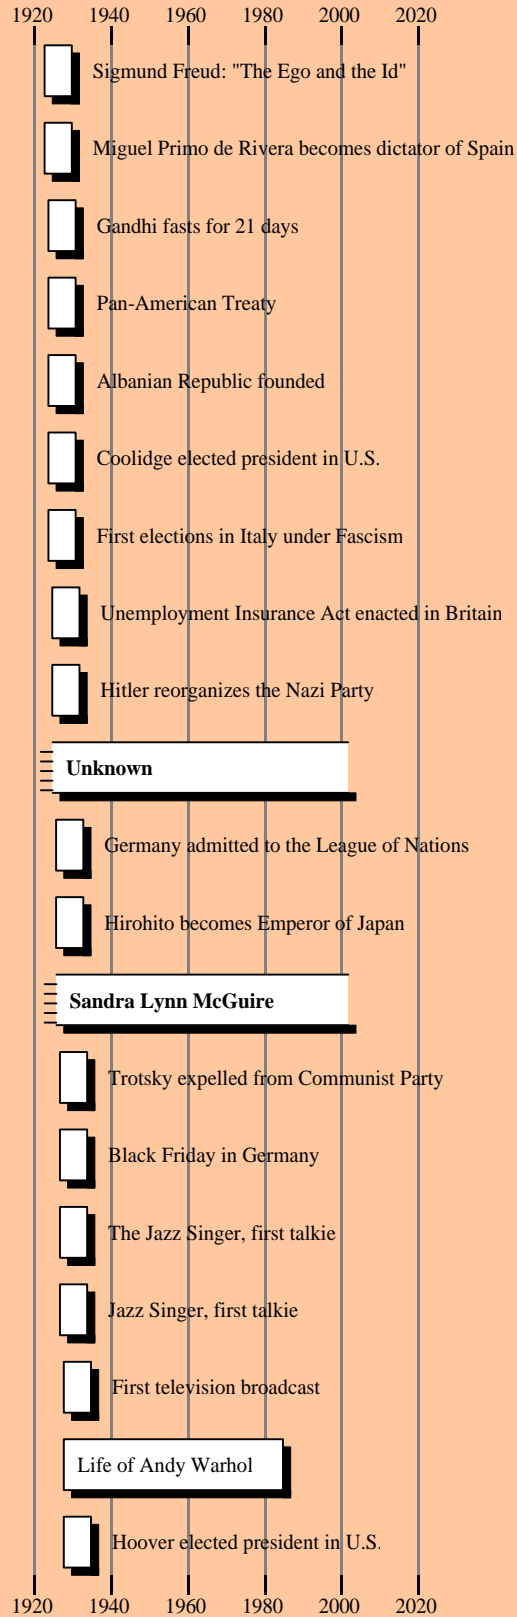 1920 1940 1960 1980 2000 2020
Sigmund Freud: "The Ego and the Id"
Miguel Primo de Rivera becomes dictator of Spain
Gandhi fasts for 21 days
Pan-American Treaty
Albanian Republic founded
Coolidge elected president in U.S.
First elections in Italy under Fascism
Unemployment Insurance Act enacted in Britain
Hitler reorganizes the Nazi Party
Unknown
Germany admitted to the League of Nations
Hirohito becomes Emperor of Japan
Sandra Lynn McGuire
Trotsky expelled from Communist Party
Black Friday in Germany
The Jazz Singer, first talkie
Jazz Singer, first talkie
First television broadcast
Life of Andy Warhol
Hoover elected president in U.S.
1920 1940 1960 1980 2000 2020